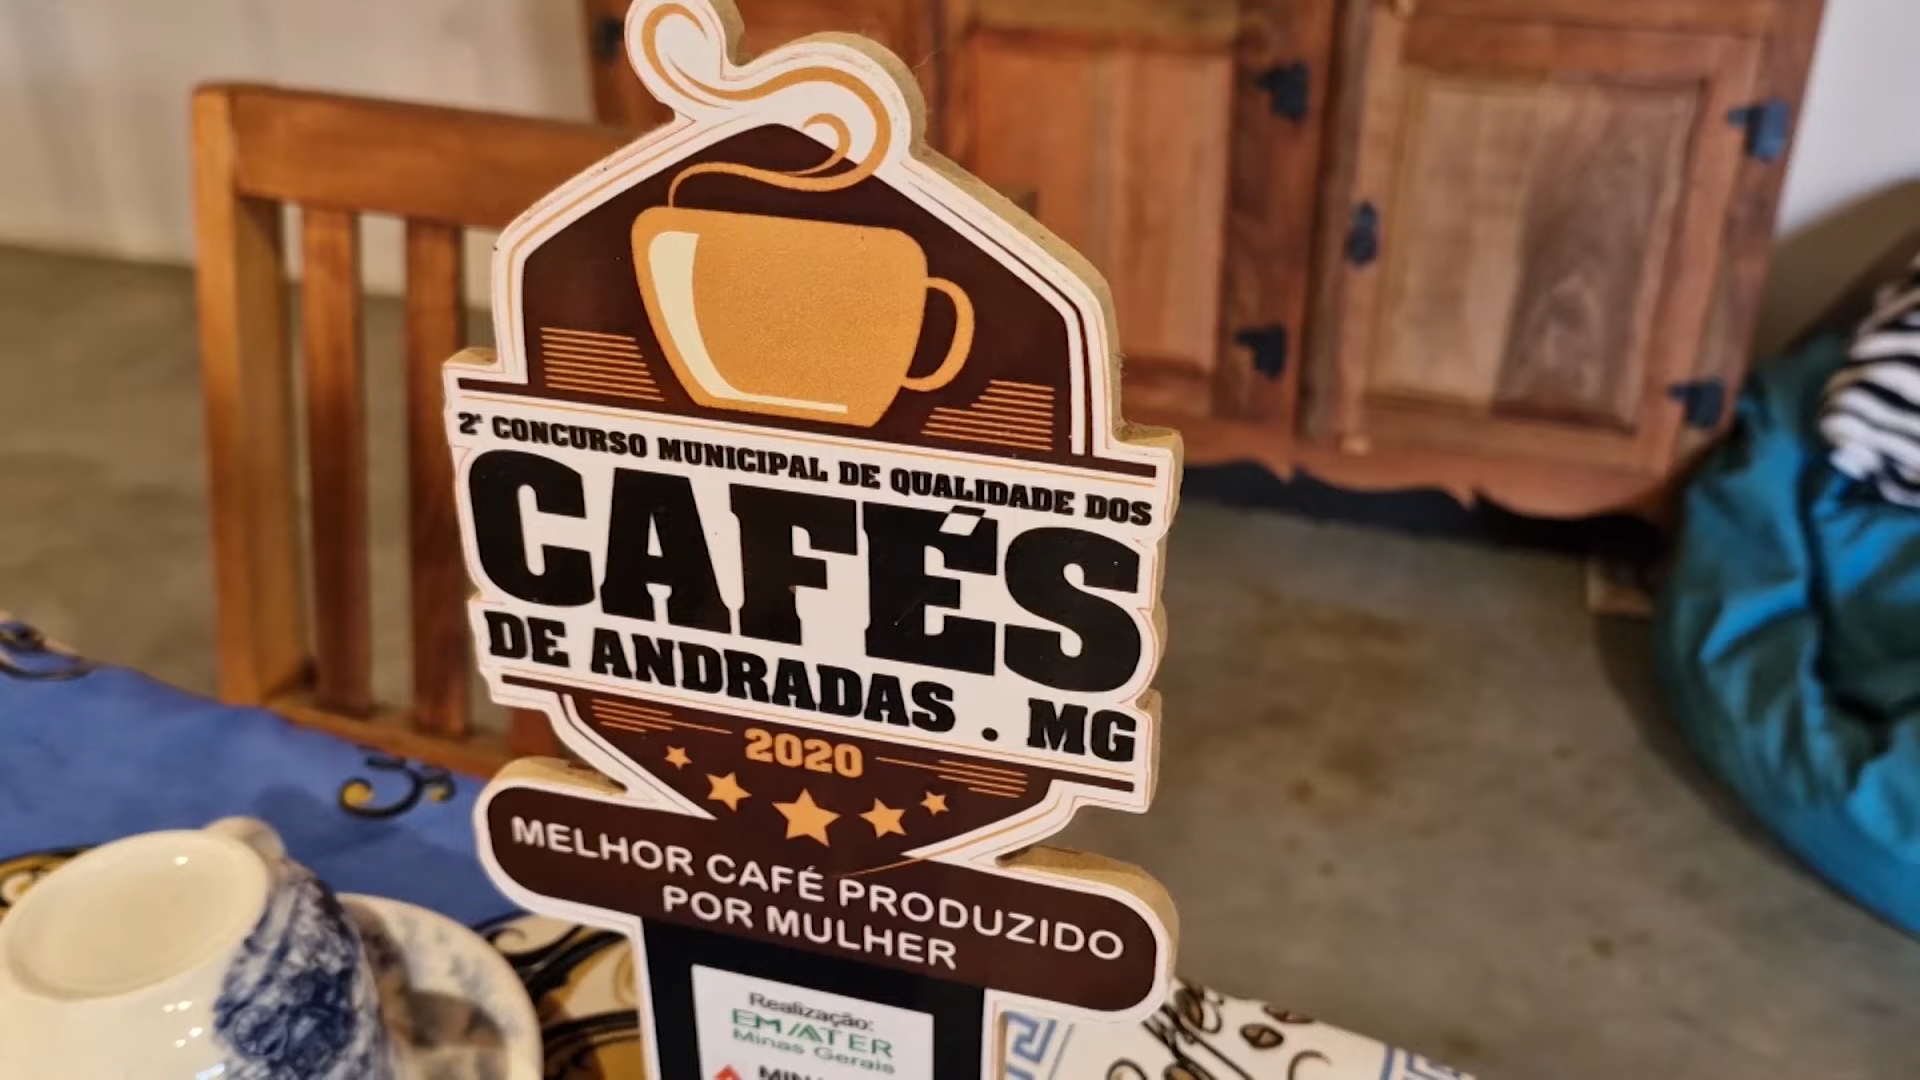 2º CONCURSO MUNICIPAL DE QUALIDADE DOS
CAFÉS
DE ANDRADAS . MG
2020
MELHOR CAFÉ PRODUZIDO
POR MULHER
Realização:
EMATER
Minas Gerais